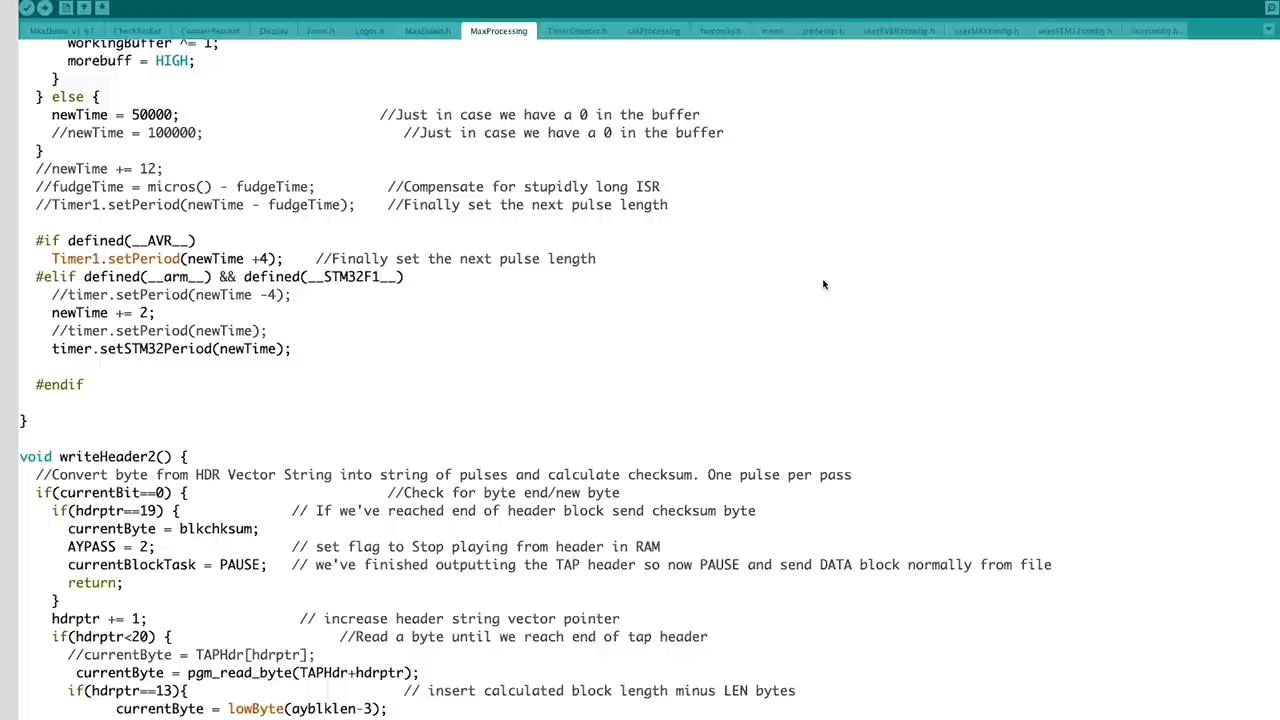 MaxProcessing
workingBuffer ^= 1;
morebuff = HIGH;
}
} else {
newTime = 50000; //Just in case we have a 0 in the buffer
//newTime = 100000; //Just in case we have a 0 in the buffer
}
//newTime += 12;
//fudgeTime = micros() - fudgeTime; //Compensate for stupidly long ISR
//Timer1.setPeriod(newTime - fudgeTime); //Finally set the next pulse length
#if defined(__AVR__)
Timer1.setPeriod(newTime +4); //Finally set the next pulse length
#elif defined(__arm__) && defined(__STM32F1__)
//timer.setPeriod(newTime -4);
newTime += 2;
//timer.setPeriod(newTime);
timer.setSTM32Period(newTime);
#endif
}
void writeHeader2() {
//Convert byte from HDR Vector String into string of pulses and calculate checksum. One pulse per pass
if(currentBit==0) { //Check for byte end/new byte
if(hdrptr==19) { // If we've reached end of header block send checksum byte
currentByte = blkchksum;
AYPASS = 2; // set flag to Stop playing from header in RAM
currentBlockTask = PAUSE; // we've finished outputting the TAP header so now PAUSE and send DATA block normally from file
return;
}
hdrptr += 1; // increase header string vector pointer
if(hdrptr<20) { //Read a byte until we reach end of tap header
//currentByte = TAPHdr[hdrptr];
currentByte = pgm_read_byte(TAPHdr+hdrptr);
if(hdrptr==13){ // insert calculated block length minus LEN bytes
currentByte = lowByte(ayblklen-3);